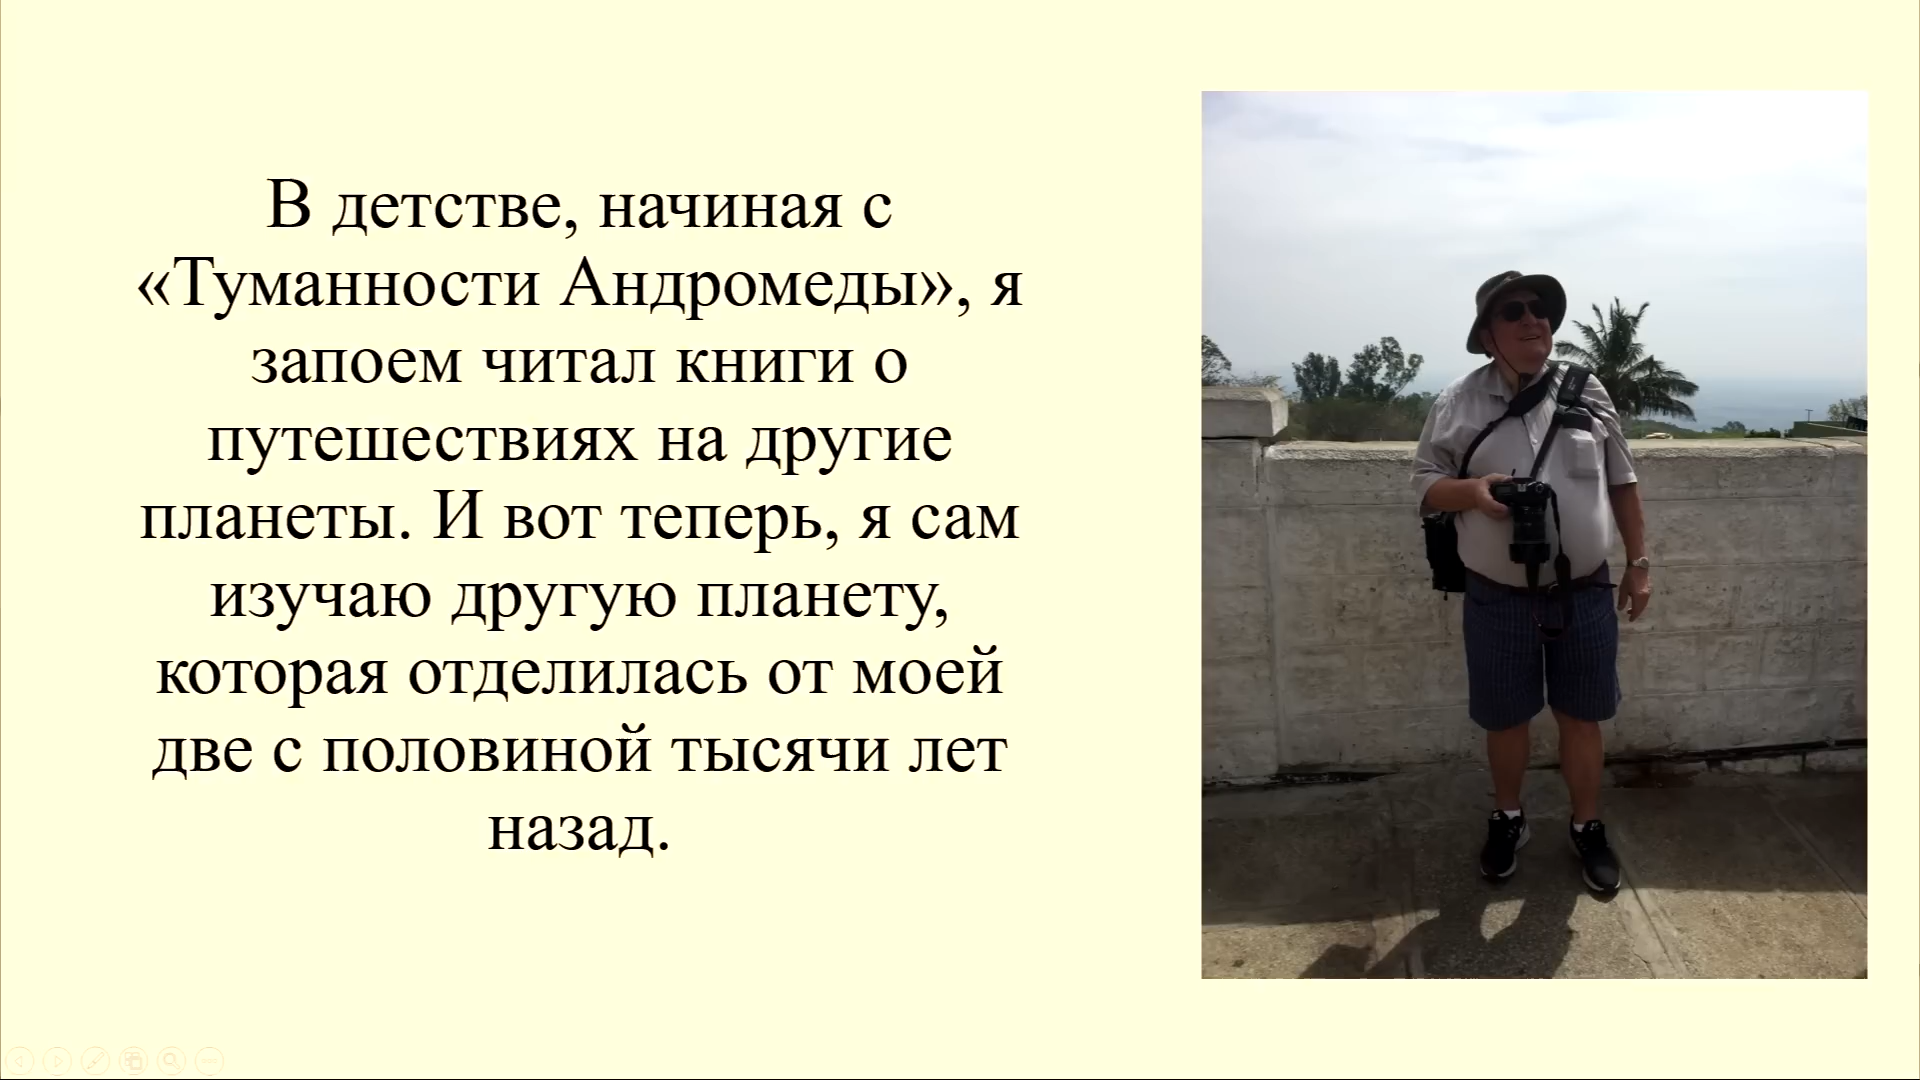 В детстве, начиная с
«Туманности Андромеды», я
запоем читал книги о
путешествиях на другие
планеты. И вот теперь, я сам
изучаю другую планету,
которая отделилась от моей
две с половиной тысячи лет
назад.